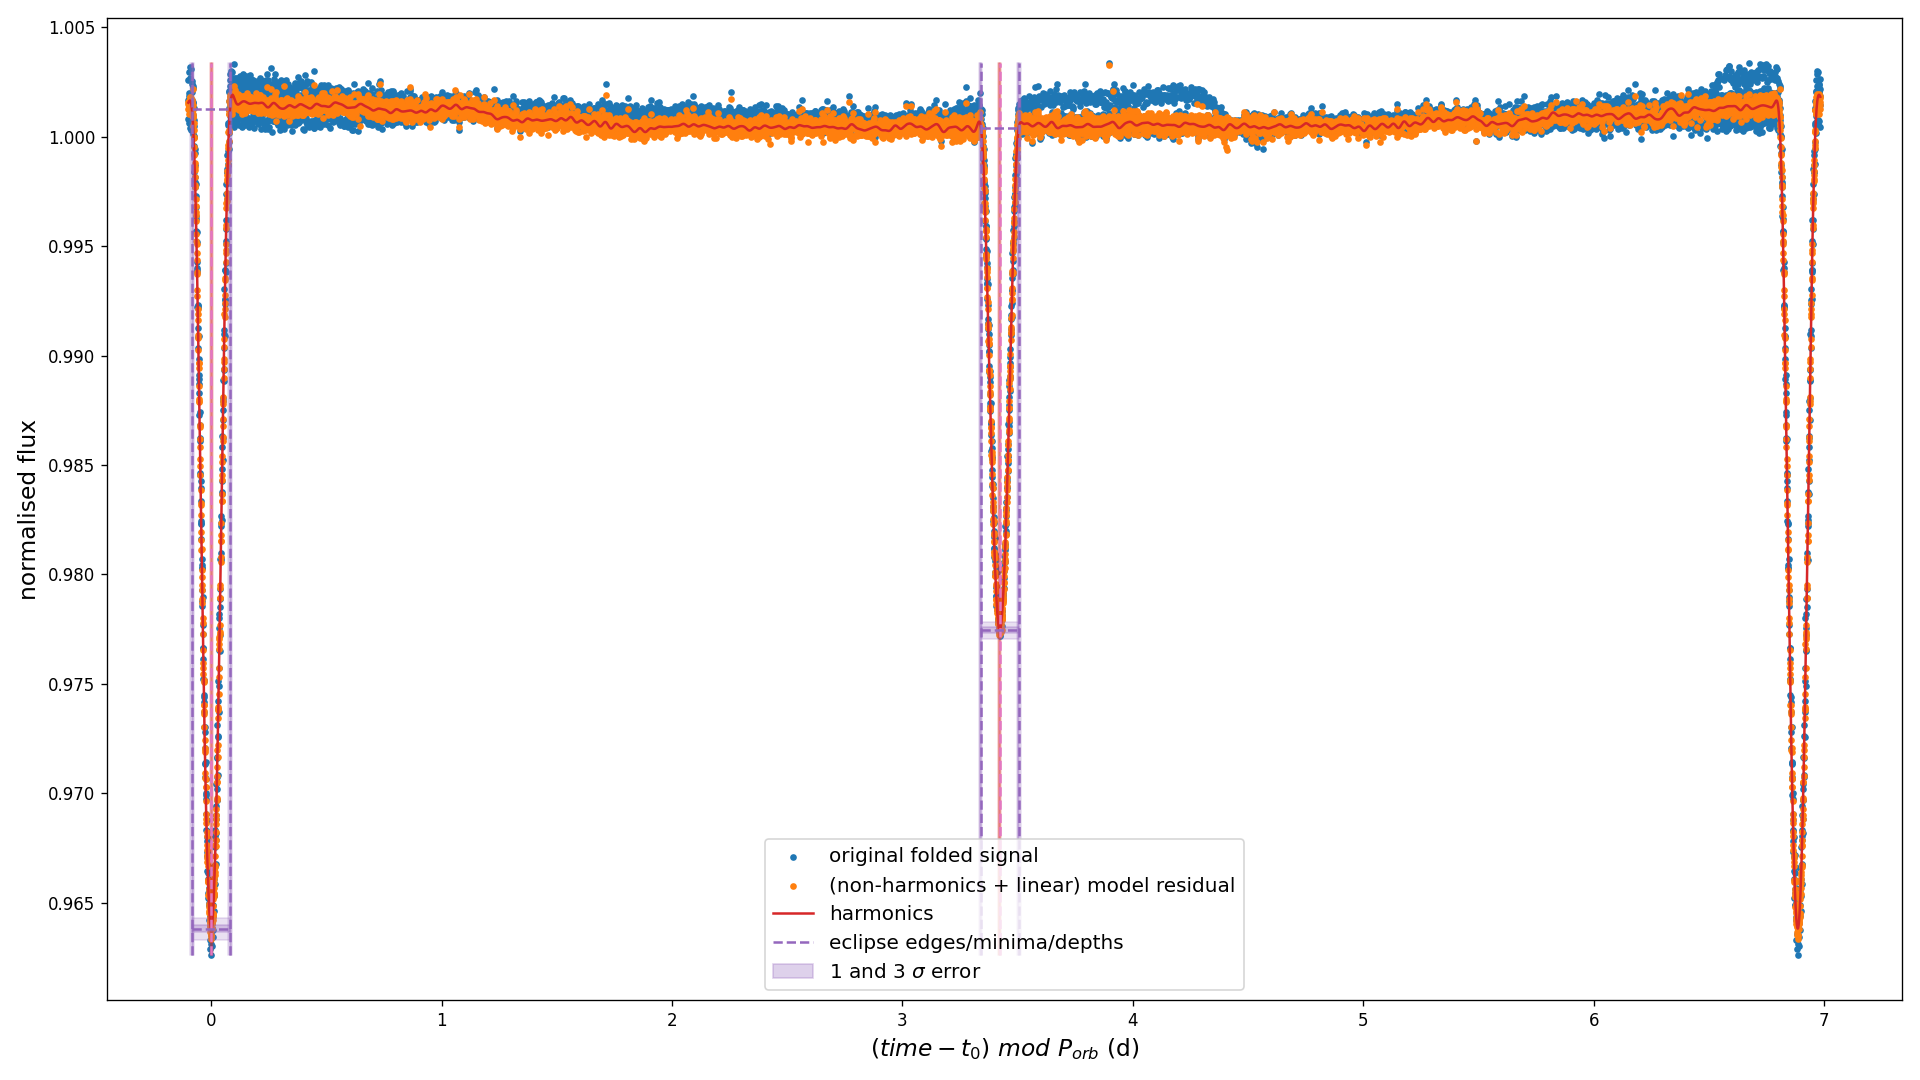 1.005
1.000
0.995
0.990
0.985
0.980
0.975
0.970
0.965
normalised flux
original folded signal
(non-harmonics + linear) model residual
harmonics
eclipse edges/minima/depths
1 and 3 σ error
0 1 2 3 4 5 6 7
(time − t₀) mod Pₒᵣb (d)